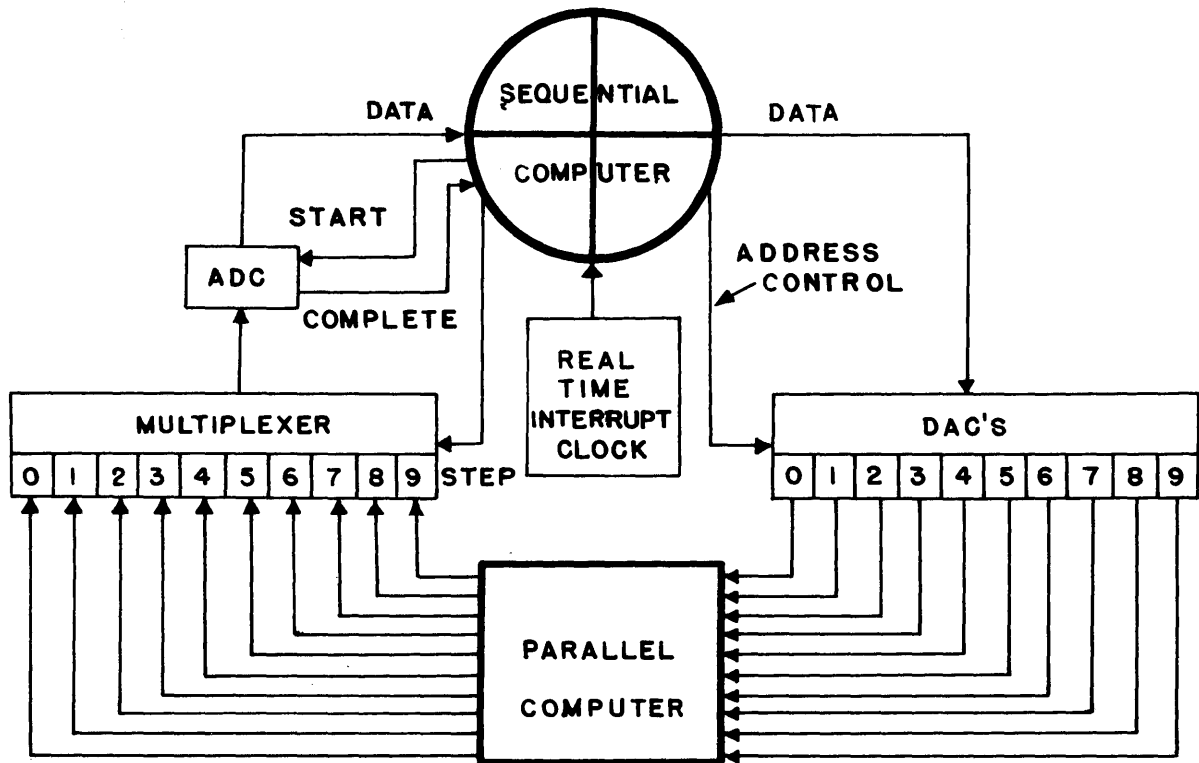 SEQUENTIAL
COMPUTER
DATA
DATA
START
ADC
COMPLETE
ADDRESS
CONTROL
REAL
TIME
INTERRUPT
CLOCK
MULTIPLEXER
0 1 2 3 4 5 6 7 8 9
STEP
DAC'S
0 1 2 3 4 5 6 7 8 9
PARALLEL
COMPUTER